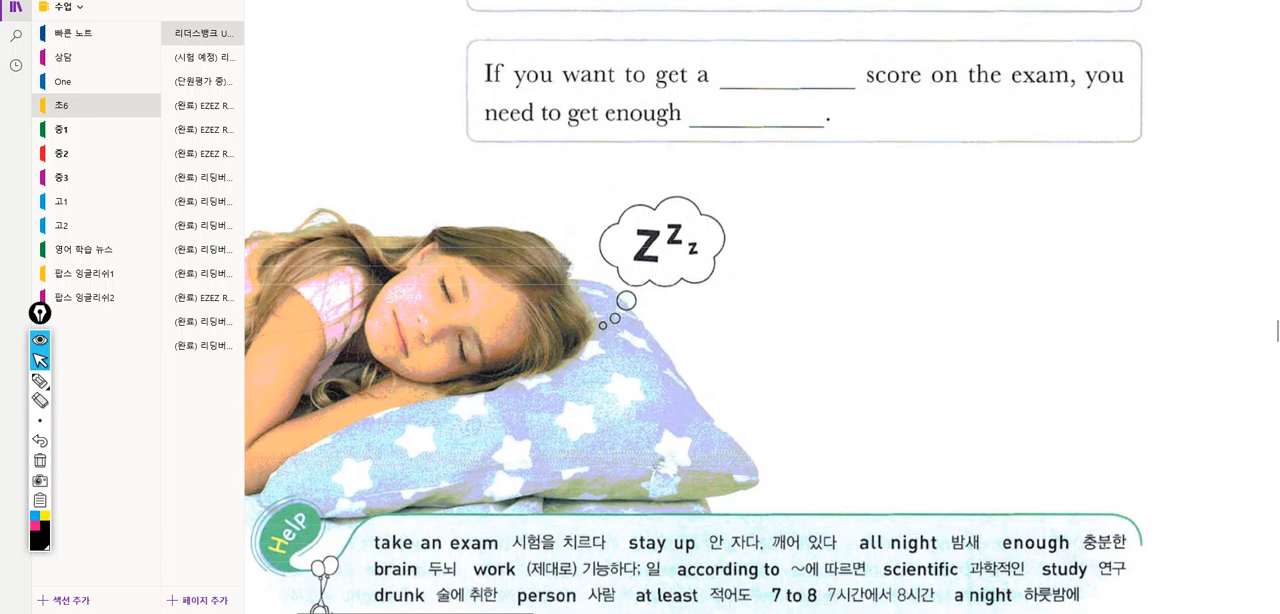 수업
빠른 노트
상담
One
초6
중1
중2
중3
고1
고2
영어 학습 뉴스
팝스 잉글리쉬1
팝스 잉글리쉬2
섹션 추가
리더스뱅크 U...
(시험 예정) 리...
(단원평가 중)...
(완료) EZEZ R...
(완료) EZEZ R...
(완료) EZEZ R...
(완료) 리딩버...
(완료) 리딩버...
(완료) 리딩버...
(완료) 리딩버...
(완료) 리딩버...
(완료) EZEZ R...
(완료) 리딩버...
(완료) 리딩버...
페이지 추가
If you want to get a __________ score on the exam, you
need to get enough __________.
Z z z
Help
take an exam 시험을 치르다 stay up 안 자다, 깨어 있다 all night 밤새 enough 충분한
brain 두뇌 work (제대로) 기능하다; 일 according to ~에 따르면 scientific 과학적인 study 연구
drunk 술에 취한 person 사람 at least 적어도 7 to 8 7시간에서 8시간 a night 하룻밤에